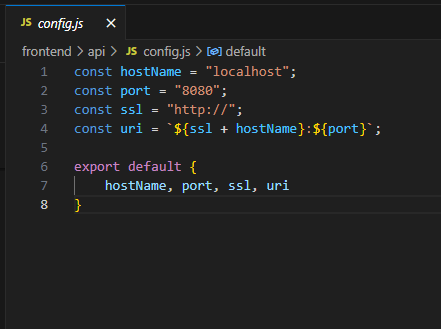 JS config.js ×
frontend > api > JS config.js > default
1 const hostName = "localhost";
2 const port = "8080";
3 const ssl = "http://";
4 const uri = `${ssl + hostName}:${port}`;
5
6 export default {
7     hostName, port, ssl, uri
8 }